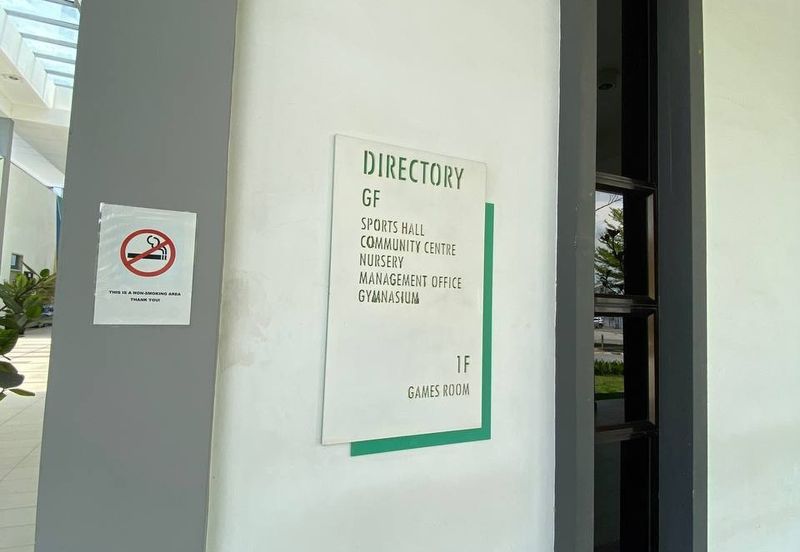 DIRECTORY
GF
SPORTS HALL
COMMUNITY CENTRE
NURSERY
MANAGEMENT OFFICE
GYMNASIUM
1F
GAMES ROOM
THIS IS A NON-SMOKING AREA
THANK YOU!